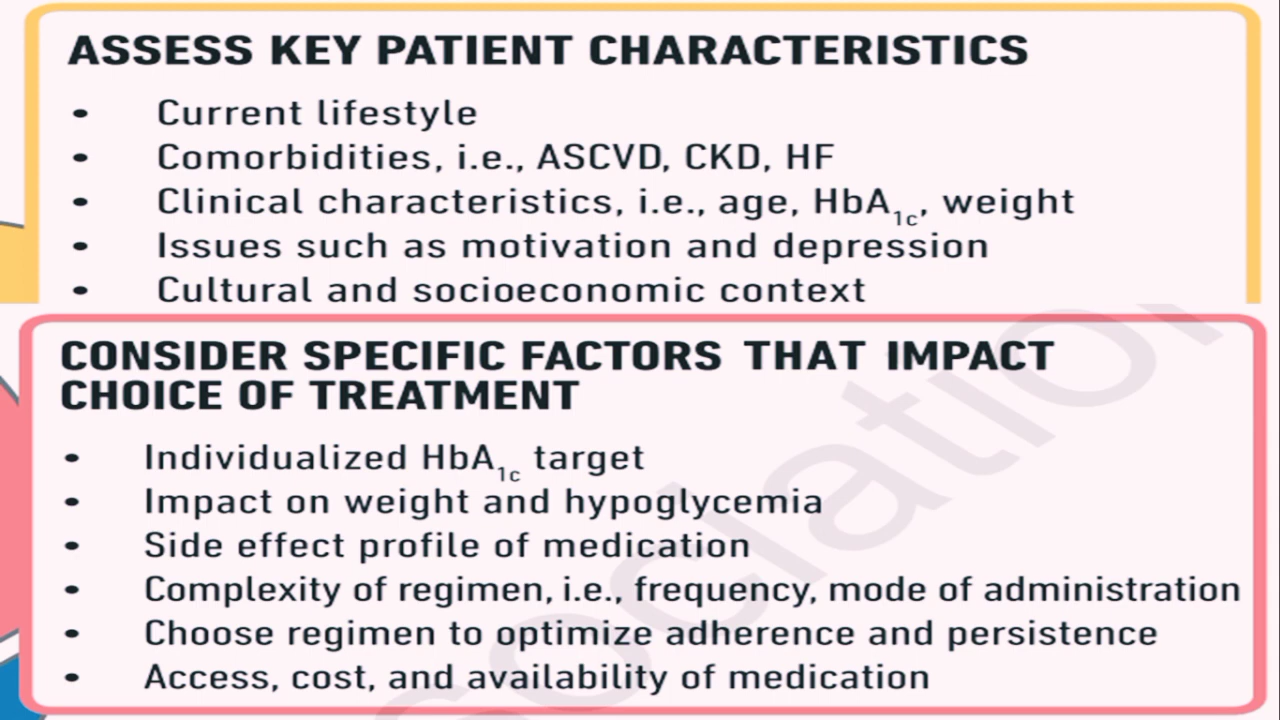 ASSESS KEY PATIENT CHARACTERISTICS
• Current lifestyle
• Comorbidities, i.e., ASCVD, CKD, HF
• Clinical characteristics, i.e., age, HbA1c, weight
• Issues such as motivation and depression
• Cultural and socioeconomic context
CONSIDER SPECIFIC FACTORS THAT IMPACT
CHOICE OF TREATMENT
• Individualized HbA1c target
• Impact on weight and hypoglycemia
• Side effect profile of medication
• Complexity of regimen, i.e., frequency, mode of administration
• Choose regimen to optimize adherence and persistence
• Access, cost, and availability of medication